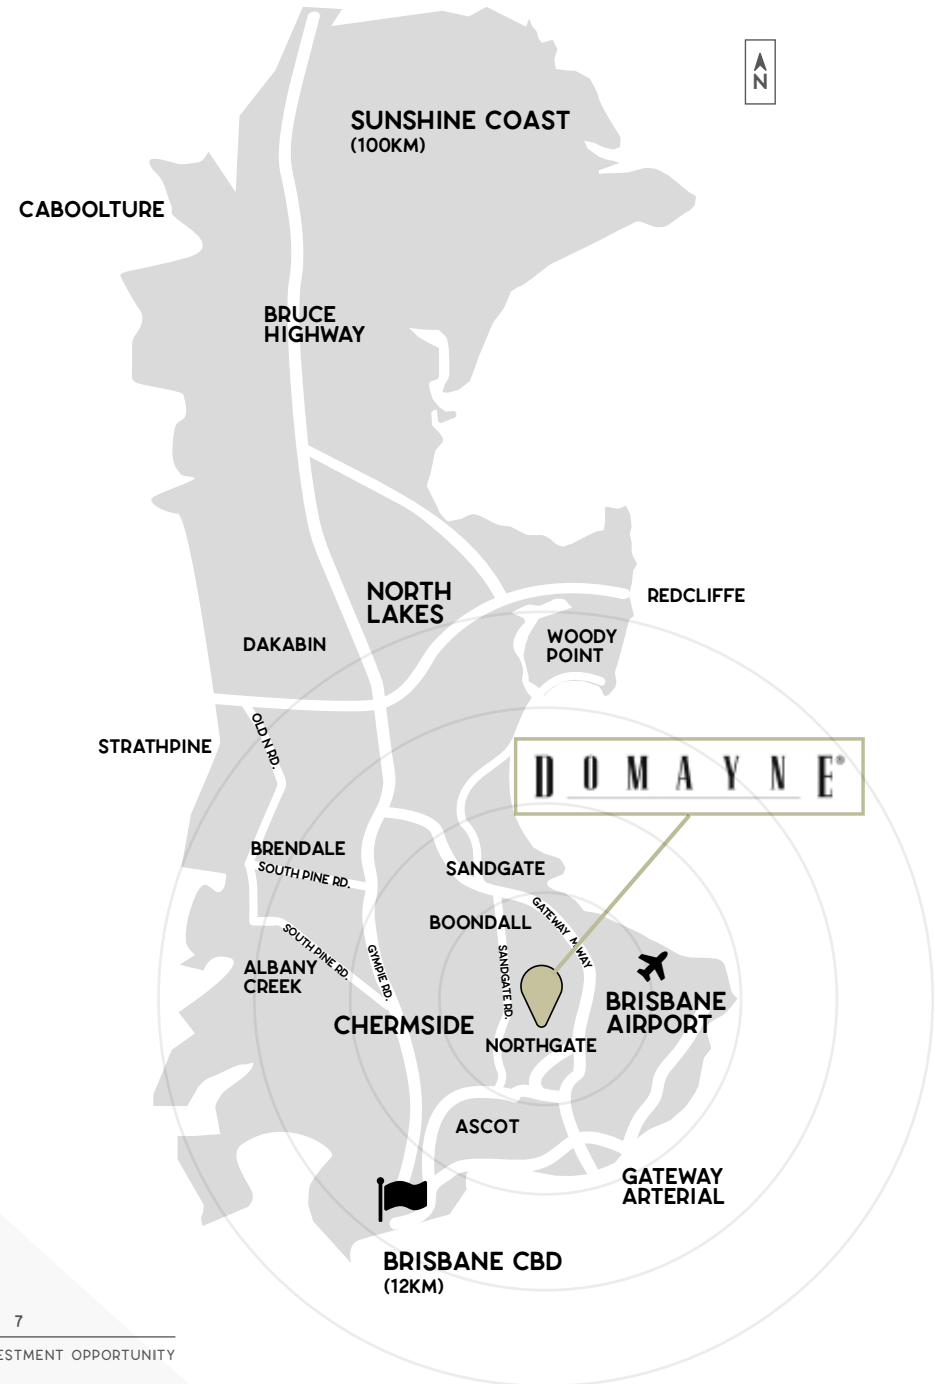 N
SUNSHINE COAST
(100KM)
CABOOLTURE
BRUCE
HIGHWAY
NORTH
LAKES
REDCLIFFE
DAKABIN
WOODY
POINT
OLD N RD.
STRATHPINE
DOMAYNE®
BRENDALE
SOUTH PINE RD.
SANDGATE
GATEWAY M'WAY
BOONDALL
SOUTH PINE RD.
GYMPIE RD.
SANDGATE RD.
ALBANY
CREEK
BRISBANE
AIRPORT
CHERMSIDE
NORTHGATE
ASCOT
GATEWAY
ARTERIAL
BRISBANE CBD
(12KM)
7
ESTMENT OPPORTUNITY